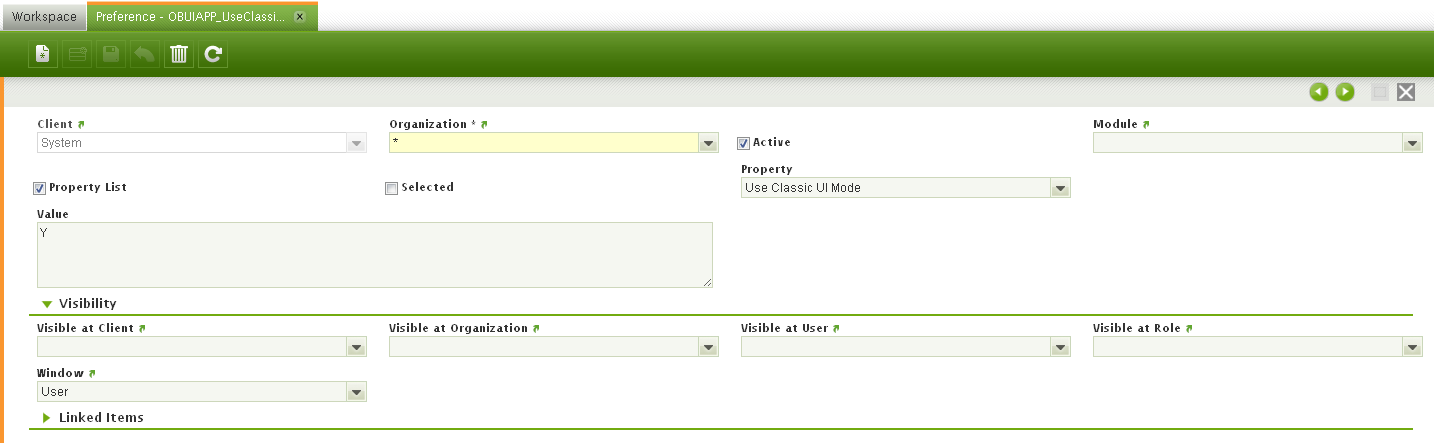 Workspace
Preference - OBUIAPP_UseClassi...
Client Organization *
System *
Active
Module
Property List
Selected
Property
Use Classic UI Mode
Value
Y
Visibility
Visible at Client Visible at Organization Visible at User Visible at Role
Window
User
Linked Items